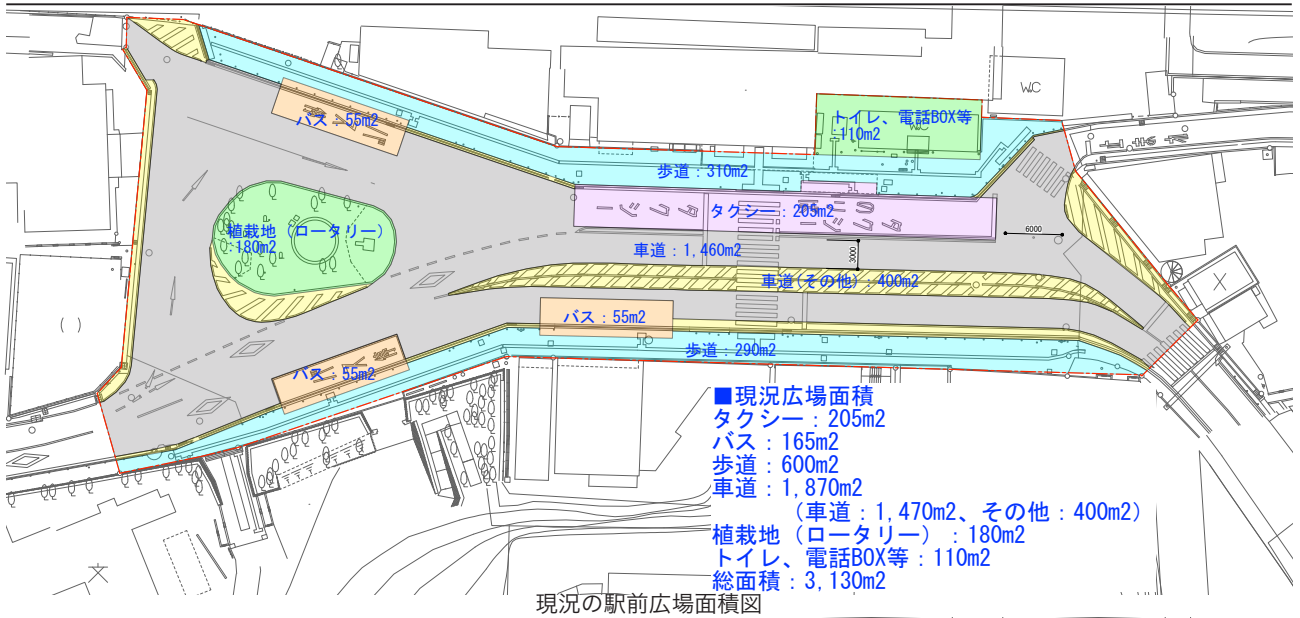 WC
バス：55m2
トイレ、電話BOX等
WC
:110m2
歩道：310m2
タクシー
タクシー：205m2
植栽地（ロータリー）
:180m2
車道：1,460m2
6000
3000
車道(その他)：400m2
バス：55m2
歩道：290m2
バス：55m2
( )
■現況広場面積
タクシー：205m2
バス：165m2
歩道：600m2
車道：1,870m2
（車道：1,470m2、その他：400m2）
植栽地（ロータリー）：180m2
トイレ、電話BOX等：110m2
総面積：3,130m2
現況の駅前広場面積図